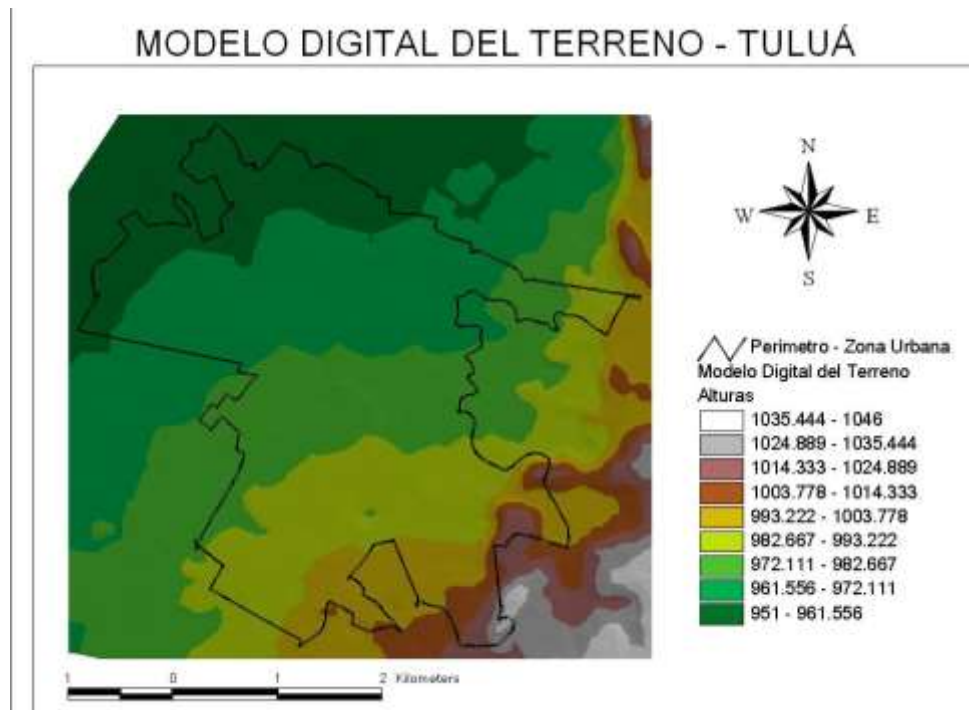 MODELO DIGITAL DEL TERRENO - TULUÁ
N
W E
S
Perimetro - Zona Urbana
Modelo Digital del Terreno
Alturas
1035.444 - 1046
1024.889 - 1035.444
1014.333 - 1024.889
1003.778 - 1014.333
993.222 - 1003.778
982.667 - 993.222
972.111 - 982.667
961.556 - 972.111
951 - 961.556
1 0 1 2 Kilometers